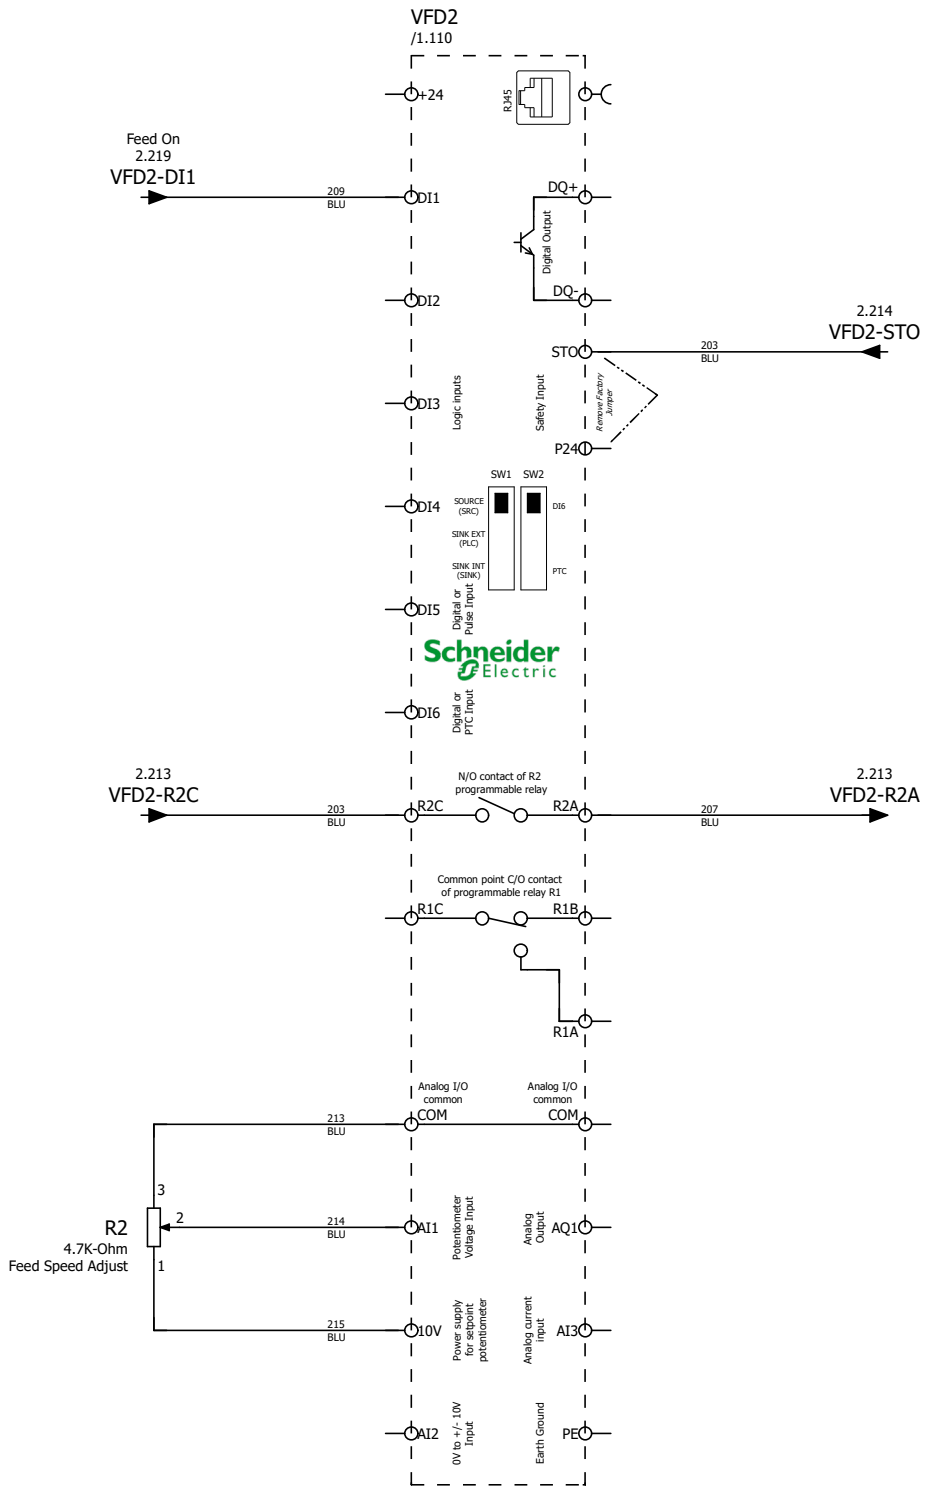 VFD2
/1.110
+24
RJ45
Feed On
2.219
VFD2-DI1
209
BLU
DI1
DQ+
Digital Output
DI2
DQ-
2.214
VFD2-STO
STO
203
BLU
DI3
Logic inputs
Safety Input
Remove Factory
Jumper
P24
SW1
SW2
DI4
SOURCE
(SRC)
DI6
SINK EXT
(PLC)
SINK INT
(SINK)
PTC
DI5
Digital or
Pulse Input
Schneider
Electric
DI6
Digital or
PTC Input
2.213
VFD2-R2C
203
BLU
R2C
N/O contact of R2
programmable relay
R2A
207
BLU
2.213
VFD2-R2A
Common point C/O contact
of programmable relay R1
R1C
R1B
R1A
Analog I/O
common
COM
Analog I/O
common
COM
213
BLU
3
R2
4.7K-Ohm
Feed Speed Adjust
2
1
214
BLU
AI1
Potentiometer
Voltage Input
Analog
Output
AQ1
215
BLU
10V
Power supply
for setpoint
potentiometer
Analog current
input
AI3
AI2
0V to +/- 10V
Input
Earth Ground
PE